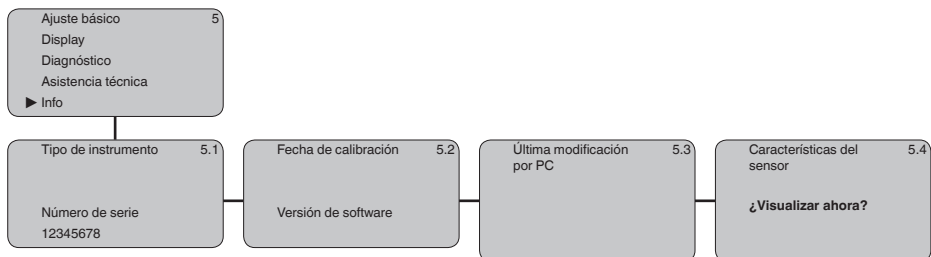 Ajuste básico 5
Display
Diagnóstico
Asistencia técnica
▶ Info
Tipo de instrumento 5.1
Número de serie
12345678
Fecha de calibración 5.2
Versión de software
Última modificación 5.3
por PC
Características del 5.4
sensor
¿Visualizar ahora?